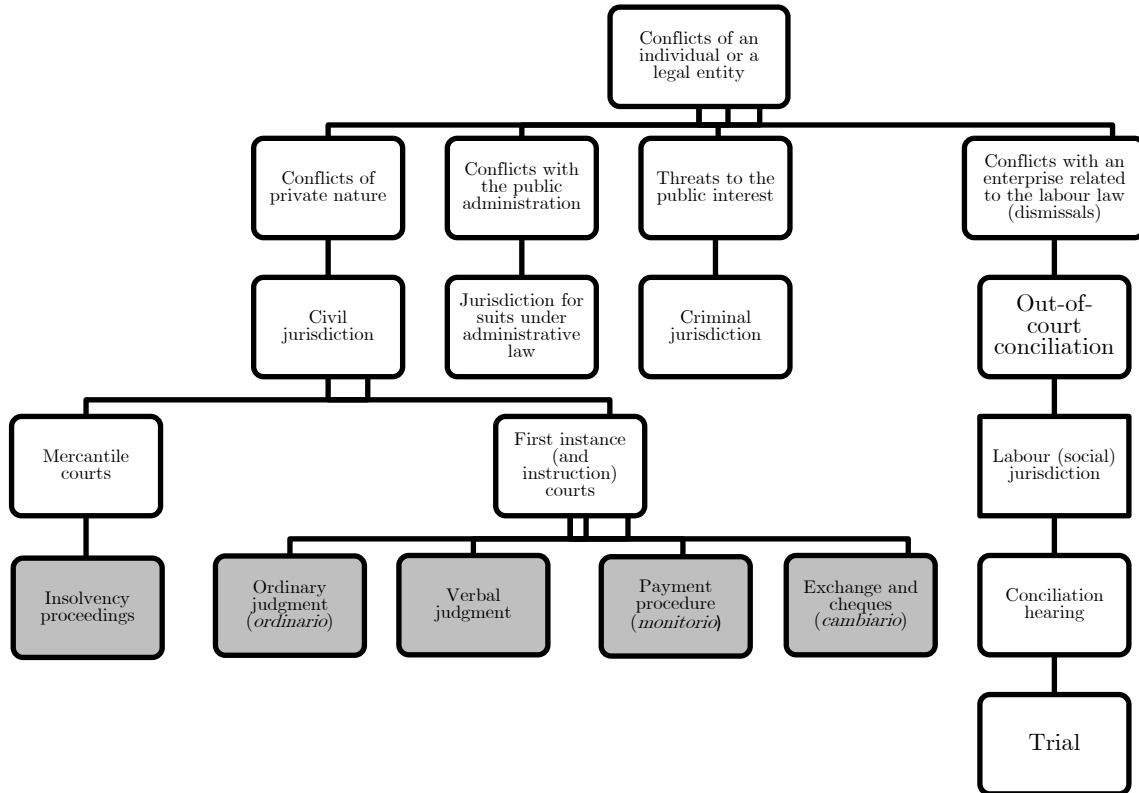 Conflicts of an
individual or a
legal entity
Conflicts of
private nature
Conflicts with
the public
administration
Threats to the
public interest
Conflicts with an
enterprise related
to the labour law
(dismissals)
Civil
jurisdiction
Jurisdiction for
suits under
administrative
law
Criminal
jurisdiction
Out-of-
court
conciliation
Mercantile
courts
First instance
(and
instruction)
courts
Labour (social)
jurisdiction
Insolvency
proceedings
Ordinary
judgment
(ordinario)
Verbal
judgment
Payment
procedure
(monitorio)
Exchange and
cheques
(cambiario)
Conciliation
hearing
Trial